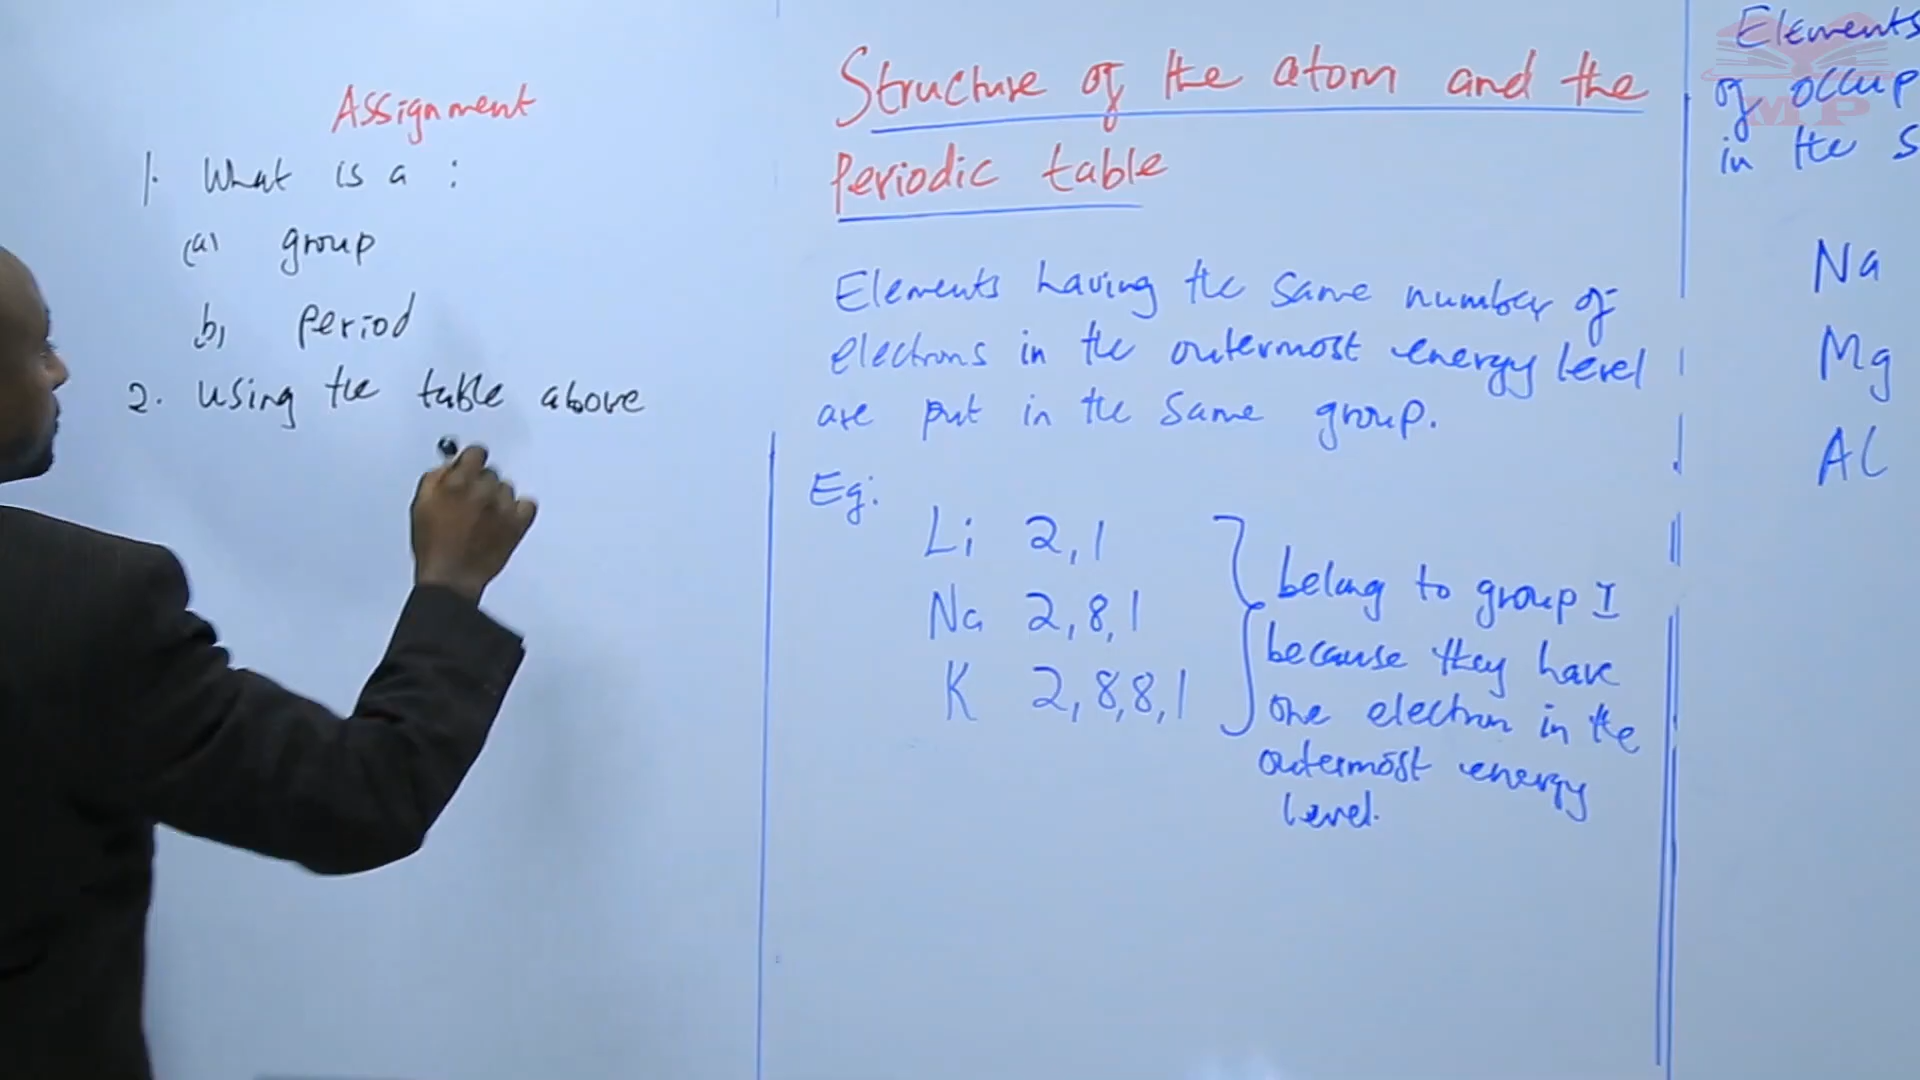 Assignment
1. What is a :
(a) group
b) period
2. Using the table above
Structure of the atom and the
Periodic table
Elements having the same number of
electrons in the outermost energy level
are put in the same group.
Eg:
Li 2,1
Na 2,8,1
K 2,8,8,1
belong to group I
because they have
one electron in the
outermost energy
level.
Elements
of occup
in the s
Na
Mg
Al
MP